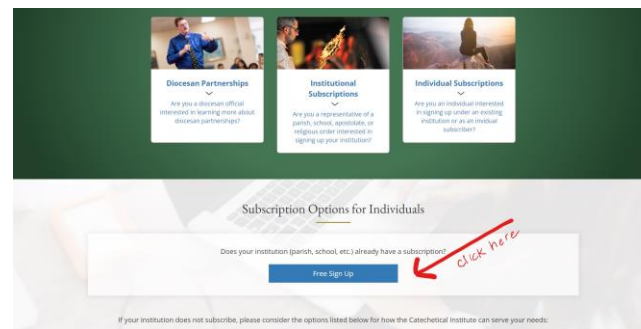 Diocesan Partnerships
Are you a diocesan official
interested in learning more about
diocesan partnerships?
Institutional
Subscriptions
Are you a representative of a
parish, school, apostolate, or
religious order interested in
signing up your institution?
Individual Subscriptions
Are you an individual interested
in signing up under an existing
institution or as an invidual
subscriber?
Subscription Options for Individuals
Does your institution (parish, school, etc.) already have a subscription?
Free Sign Up
click here
If your institution does not subscribe, please consider the options listed below for how the Catechetical Institute can serve your needs: